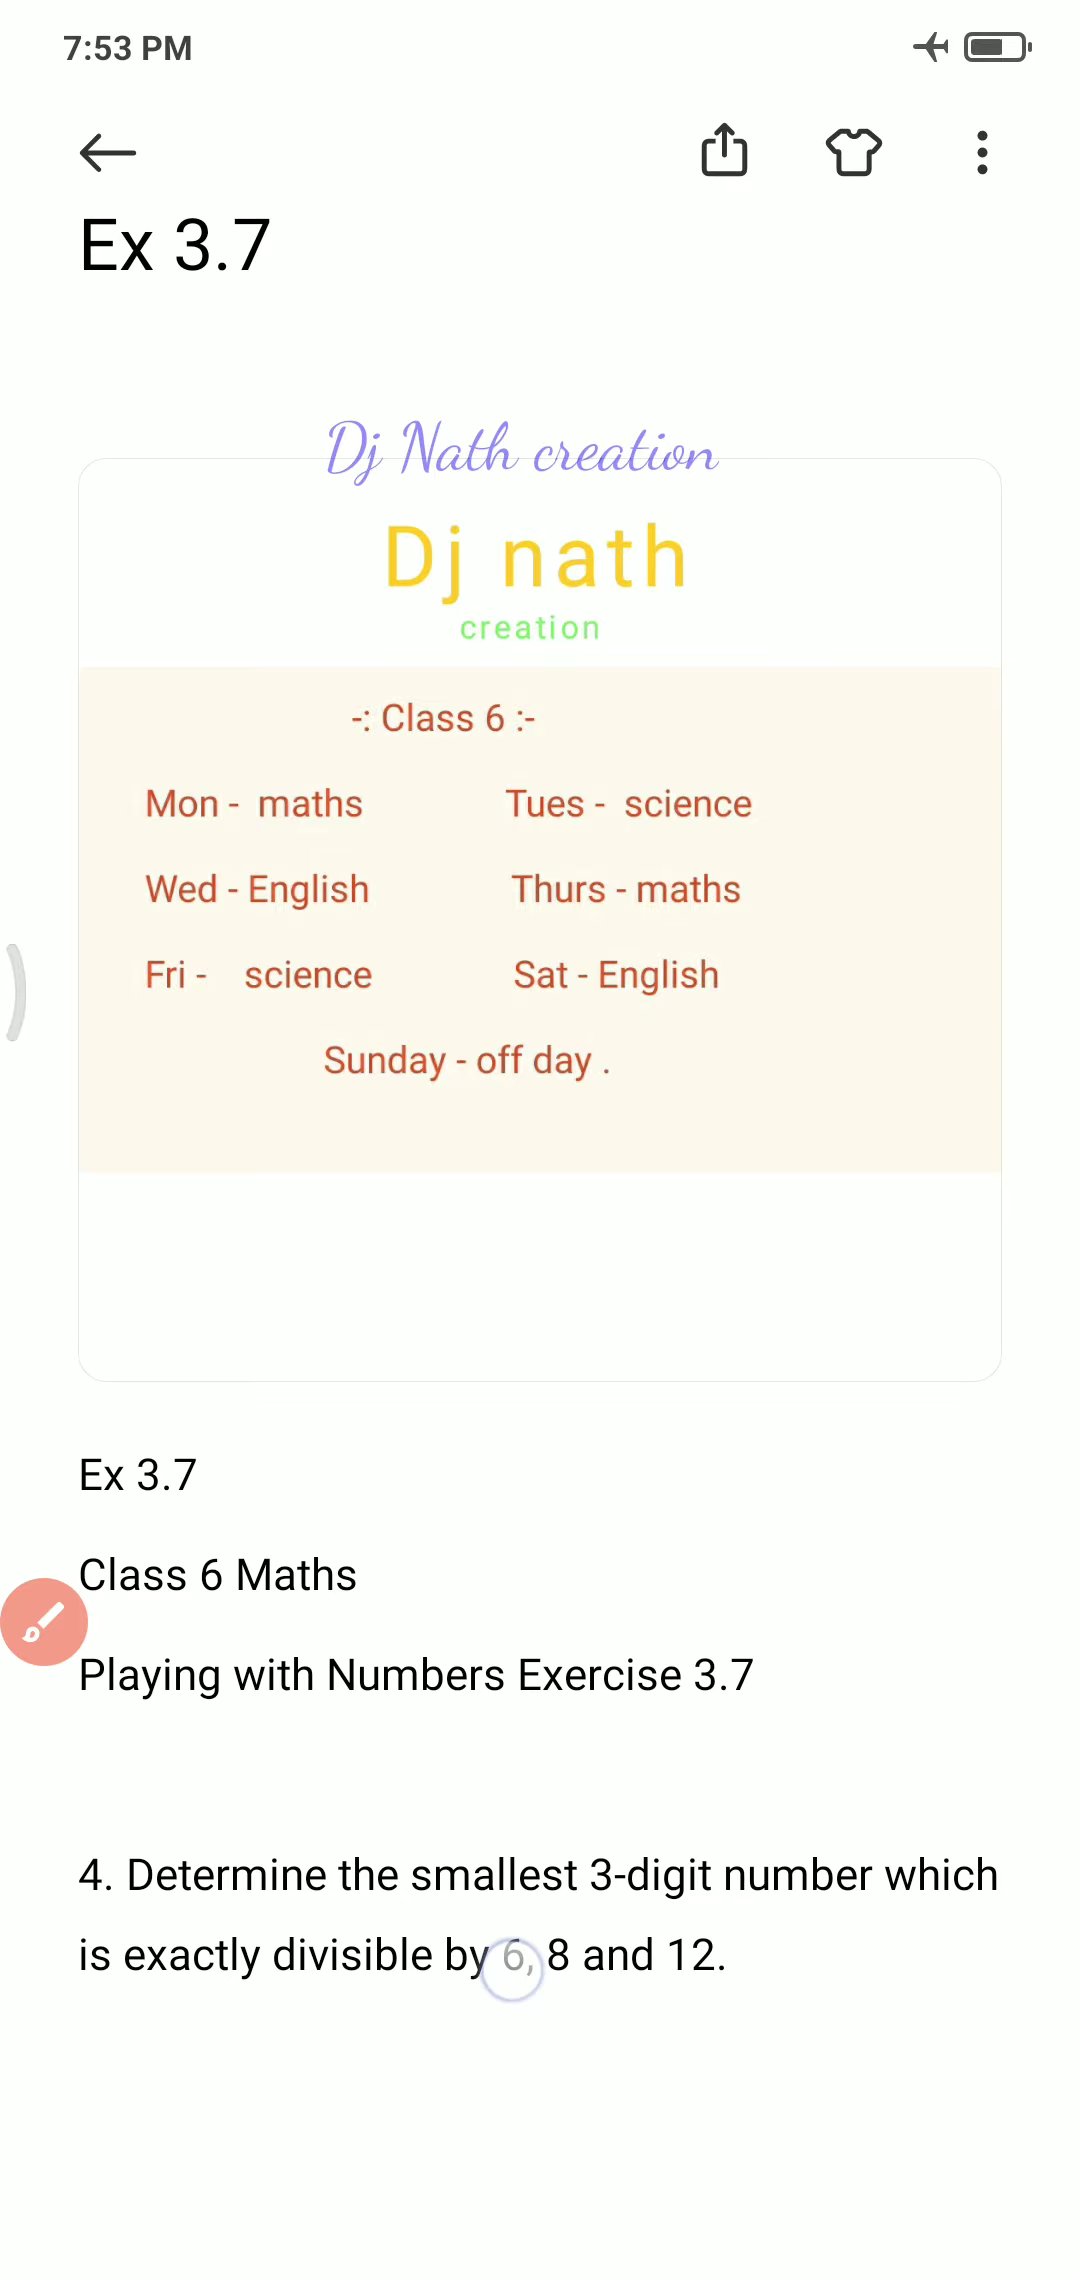 7:53 PM
Ex 3.7
Dj Nath creation
Dj nath
creation
-: Class 6 :-
Mon - maths Tues - science
Wed - English Thurs - maths
Fri - science Sat - English
Sunday - off day .
Ex 3.7
Class 6 Maths
Playing with Numbers Exercise 3.7
4. Determine the smallest 3-digit number which
is exactly divisible by 6, 8 and 12.